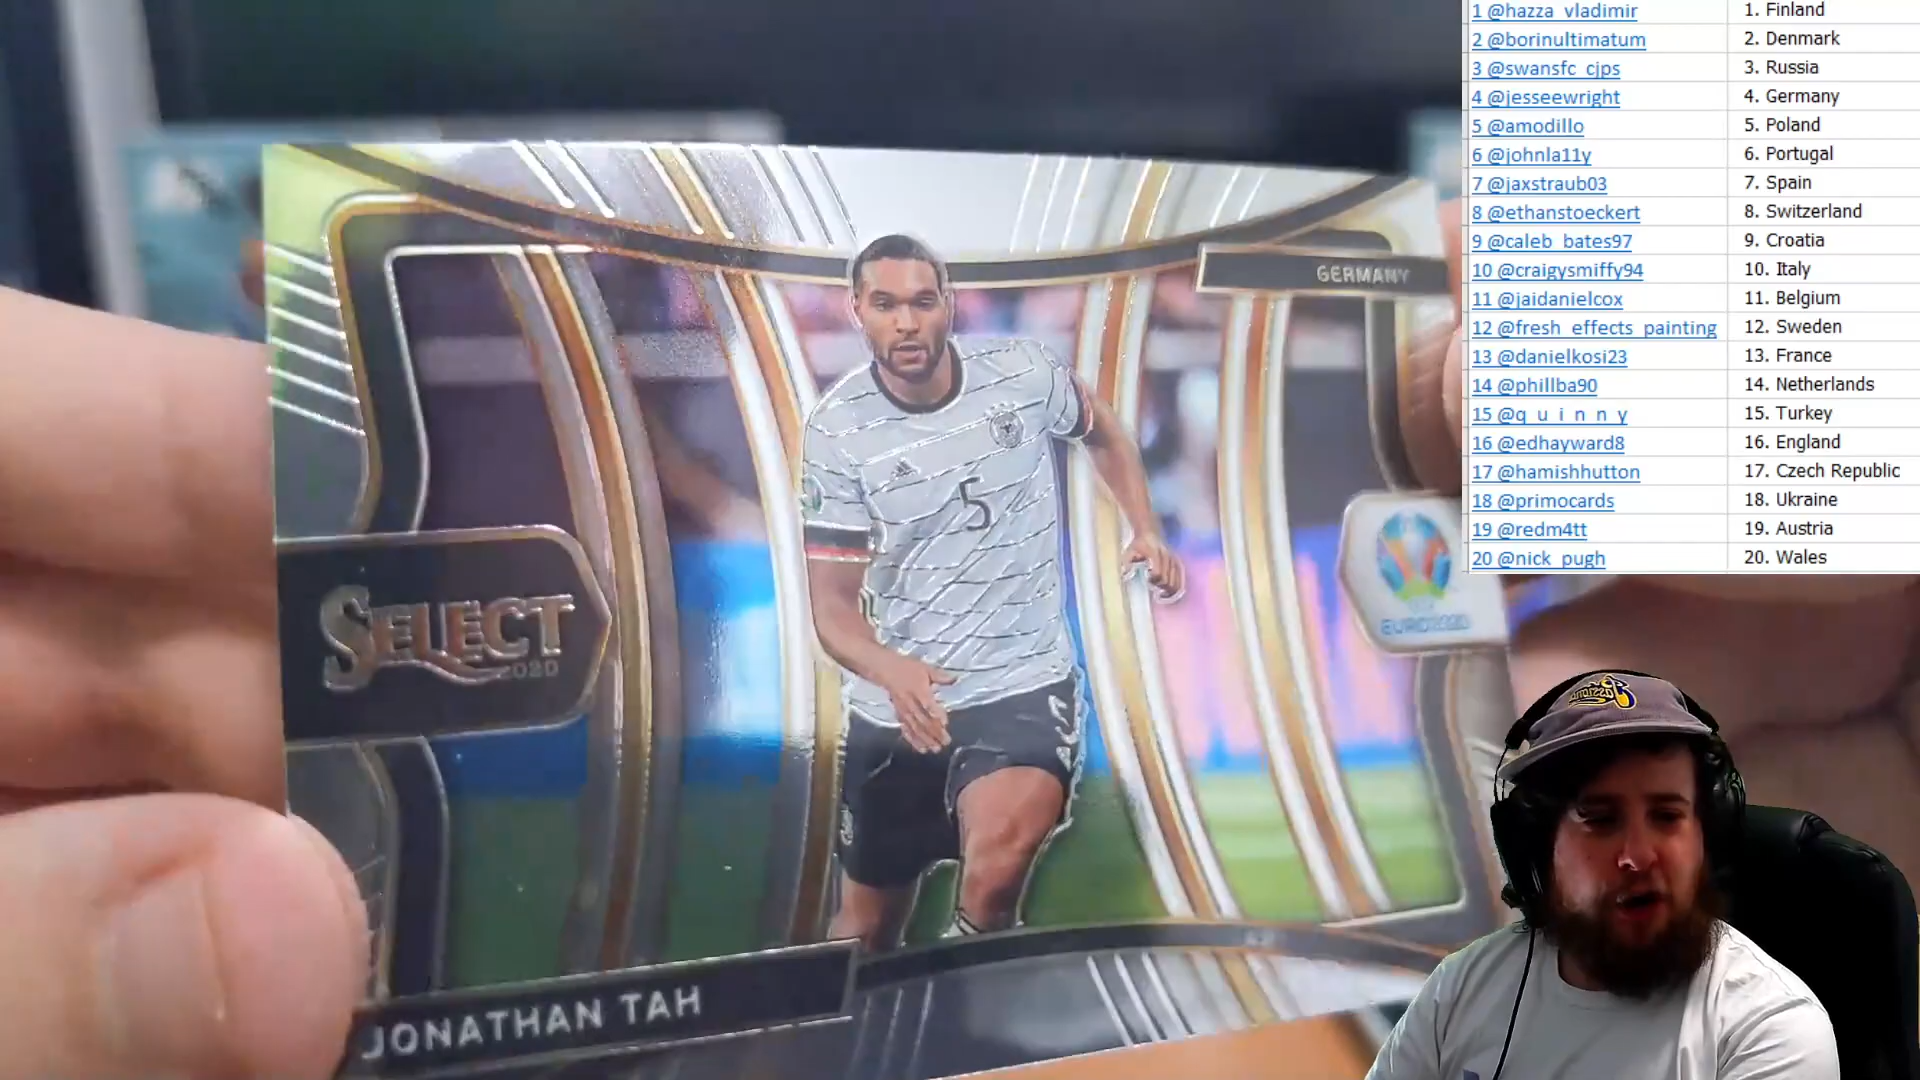 1 @hazza_vladimir 1. Finland
2 @borinultimatum 2. Denmark
3 @swansfc_cjps 3. Russia
4 @jesseewright 4. Germany
5 @amodillo 5. Poland
6 @johnla11y 6. Portugal
7 @jaxstraub03 7. Spain
8 @ethanstoeckert 8. Switzerland
9 @caleb_bates97 9. Croatia
10 @craigysmiffy94 10. Italy
11 @jaidanielcox 11. Belgium
12 @fresh_effects_painting 12. Sweden
13 @danielkosi23 13. France
14 @phillba90 14. Netherlands
15 @q_u_i_n_n_y 15. Turkey
16 @edhayward8 16. England
17 @hamishhutton 17. Czech Republic
18 @primocards 18. Ukraine
19 @redm4tt 19. Austria
20 @nick_pugh 20. Wales
GERMANY
5
SELECT
2020
EURO2020
JONATHAN TAH